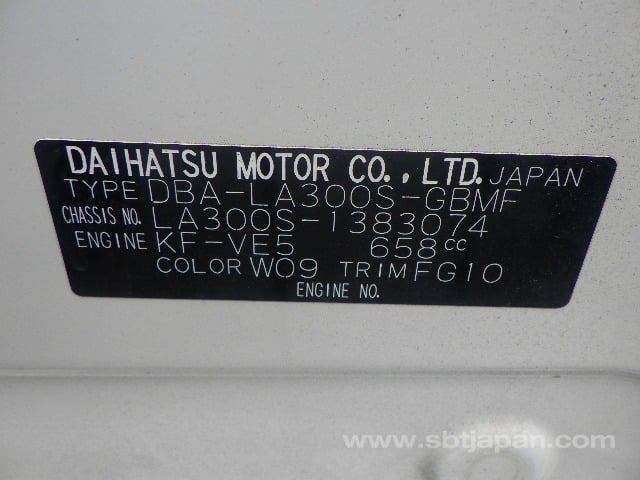 DAIHATSU MOTOR CO., LTD. JAPAN
TYPE DBA-LA300S-GBMF
CHASSIS NO. LA300S-1383074
ENGINE KF-VE5 658cc
COLOR W09 TRIM FG10
ENGINE NO.
www.sbtjapan.com